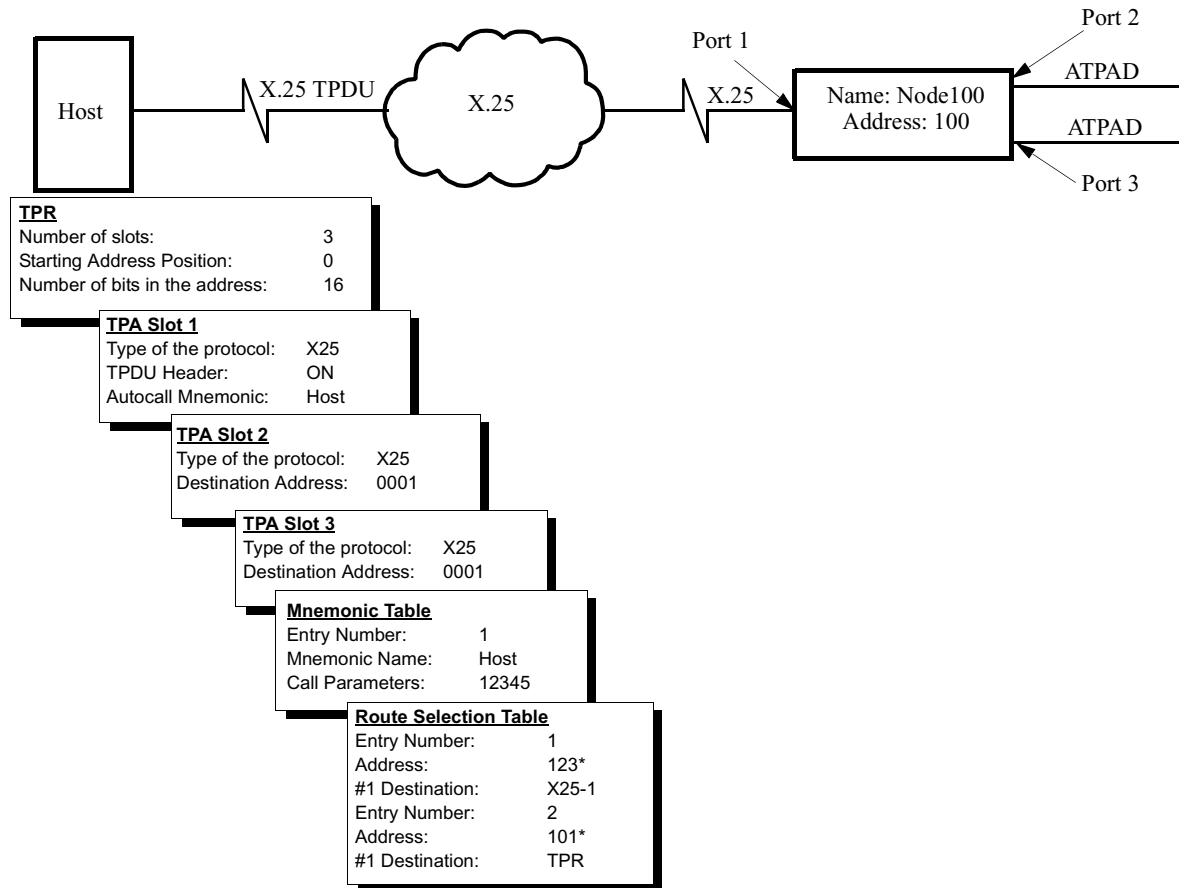 Port 2
Port 1
ATPAD
X.25 TPDU
X.25
X.25
Host
Name: Node100
Address: 100
ATPAD
Port 3
TPR
Number of slots: 3
Starting Address Position: 0
Number of bits in the address: 16
TPA Slot 1
Type of the protocol: X25
TPDU Header: ON
Autocall Mnemonic: Host
TPA Slot 2
Type of the protocol: X25
Destination Address: 0001
TPA Slot 3
Type of the protocol: X25
Destination Address: 0001
Mnemonic Table
Entry Number: 1
Mnemonic Name: Host
Call Parameters: 12345
Route Selection Table
Entry Number: 1
Address: 123*
#1 Destination: X25-1
Entry Number: 2
Address: 101*
#1 Destination: TPR